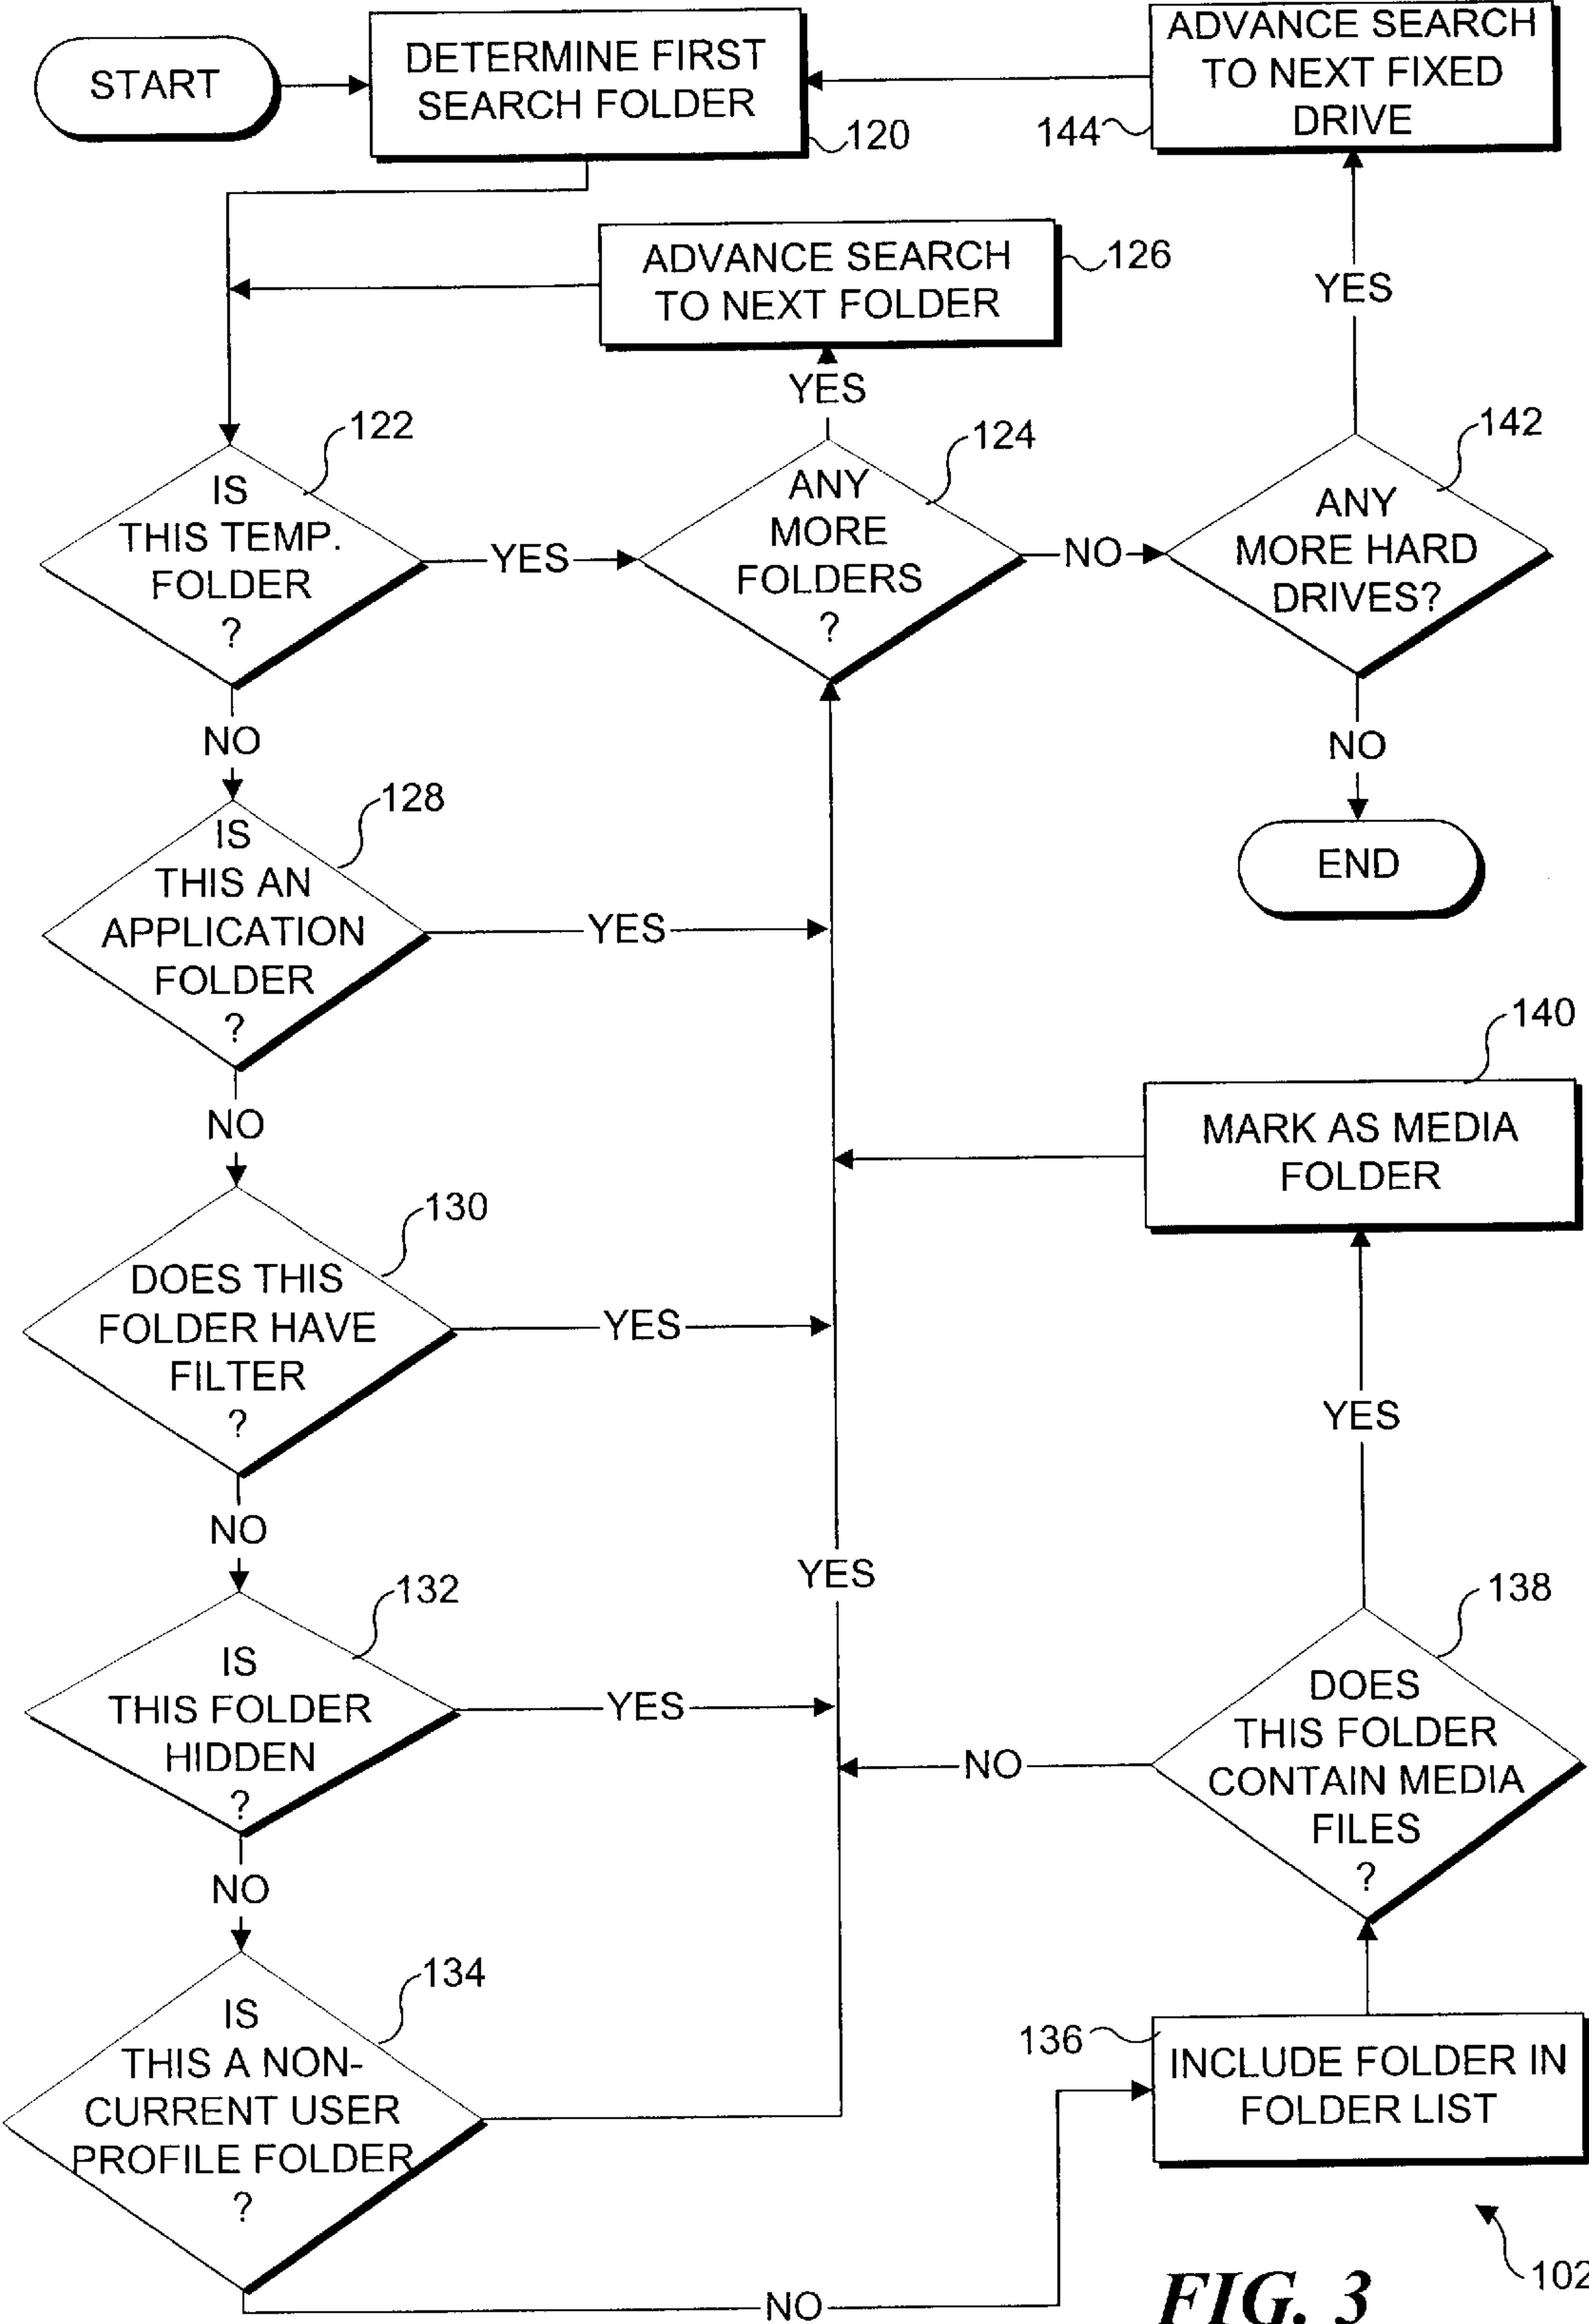 START
DETERMINE FIRST
SEARCH FOLDER
120
ADVANCE SEARCH
TO NEXT FIXED
DRIVE
144
ADVANCE SEARCH
TO NEXT FOLDER
126
YES
YES
122
IS
THIS TEMP.
FOLDER
?
YES
124
ANY
MORE
FOLDERS
?
NO
142
ANY
MORE HARD
DRIVES?
NO
NO
END
128
IS
THIS AN
APPLICATION
FOLDER
?
YES
NO
140
MARK AS MEDIA
FOLDER
130
DOES THIS
FOLDER HAVE
FILTER
?
YES
YES
NO
YES
132
IS
THIS FOLDER
HIDDEN
?
YES
138
DOES
THIS FOLDER
CONTAIN MEDIA
FILES
?
NO
NO
134
IS
THIS A NON-
CURRENT USER
PROFILE FOLDER
?
136
INCLUDE FOLDER IN
FOLDER LIST
NO
102
FIG. 3